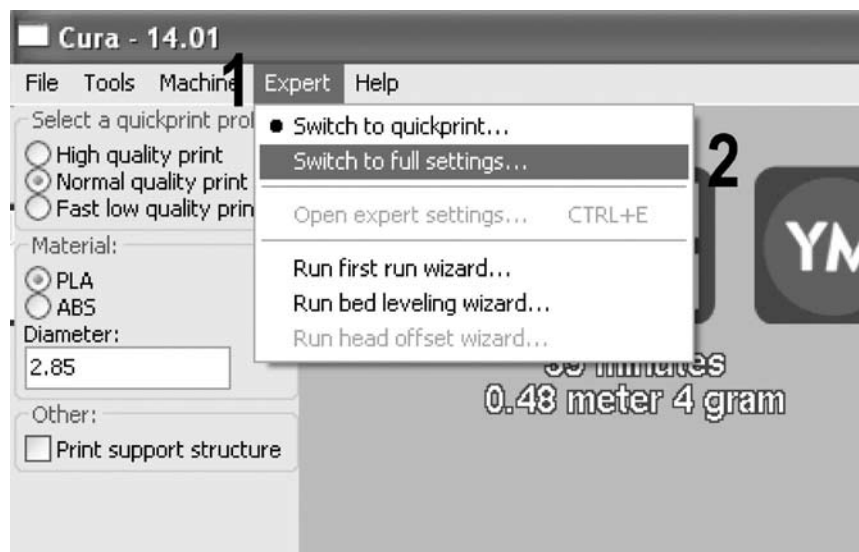 Cura - 14.01
1
File Tools Machine Expert Help
Select a quickprint
High quality print
Normal quality print
Fast low quality
Material:
PLA
ABS
Diameter:
2.85
Other:
Print support structure
Switch to quickprint...
Switch to full settings...
2
Open expert settings... CTRL+E
Run first run wizard...
Run bed leveling wizard...
Run head offset wizard...
YM
minutes
0.48 meter 4 gram